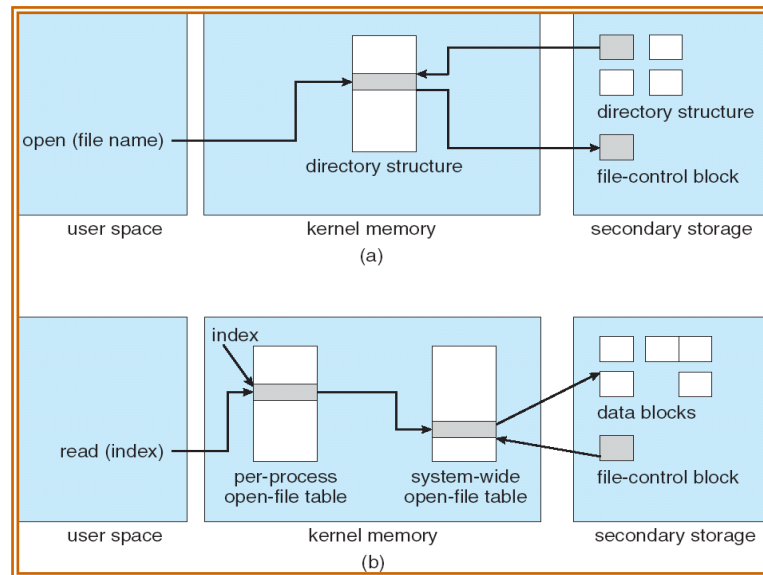 open (file name)
directory structure
directory structure
file-control block
user space
kernel memory
secondary storage
(a)
index
read (index)
per-process
open-file table
system-wide
open-file table
data blocks
file-control block
user space
kernel memory
secondary storage
(b)